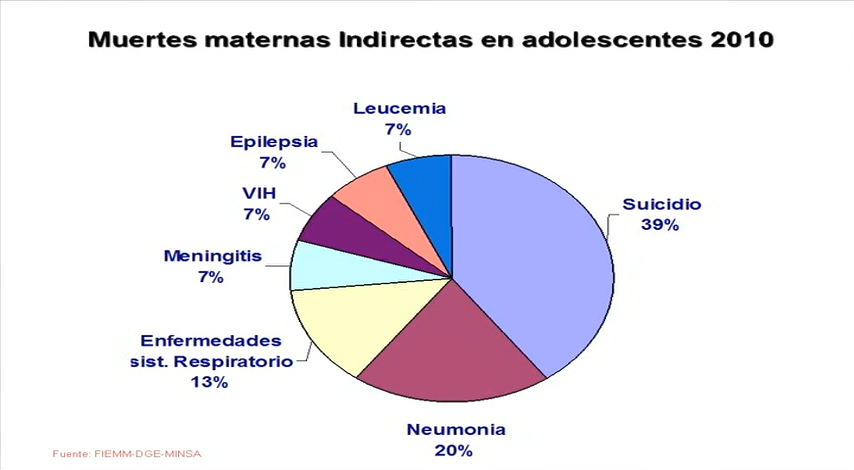 Muertes maternas Indirectas en adolescentes 2010
Leucemia
7%
Epilepsia
7%
VIH
7%
Suicidio
39%
Meningitis
7%
Enfermedades
sist. Respiratorio
13%
Neumonia
20%
Fuente: FIEMM-DGE-MINSA